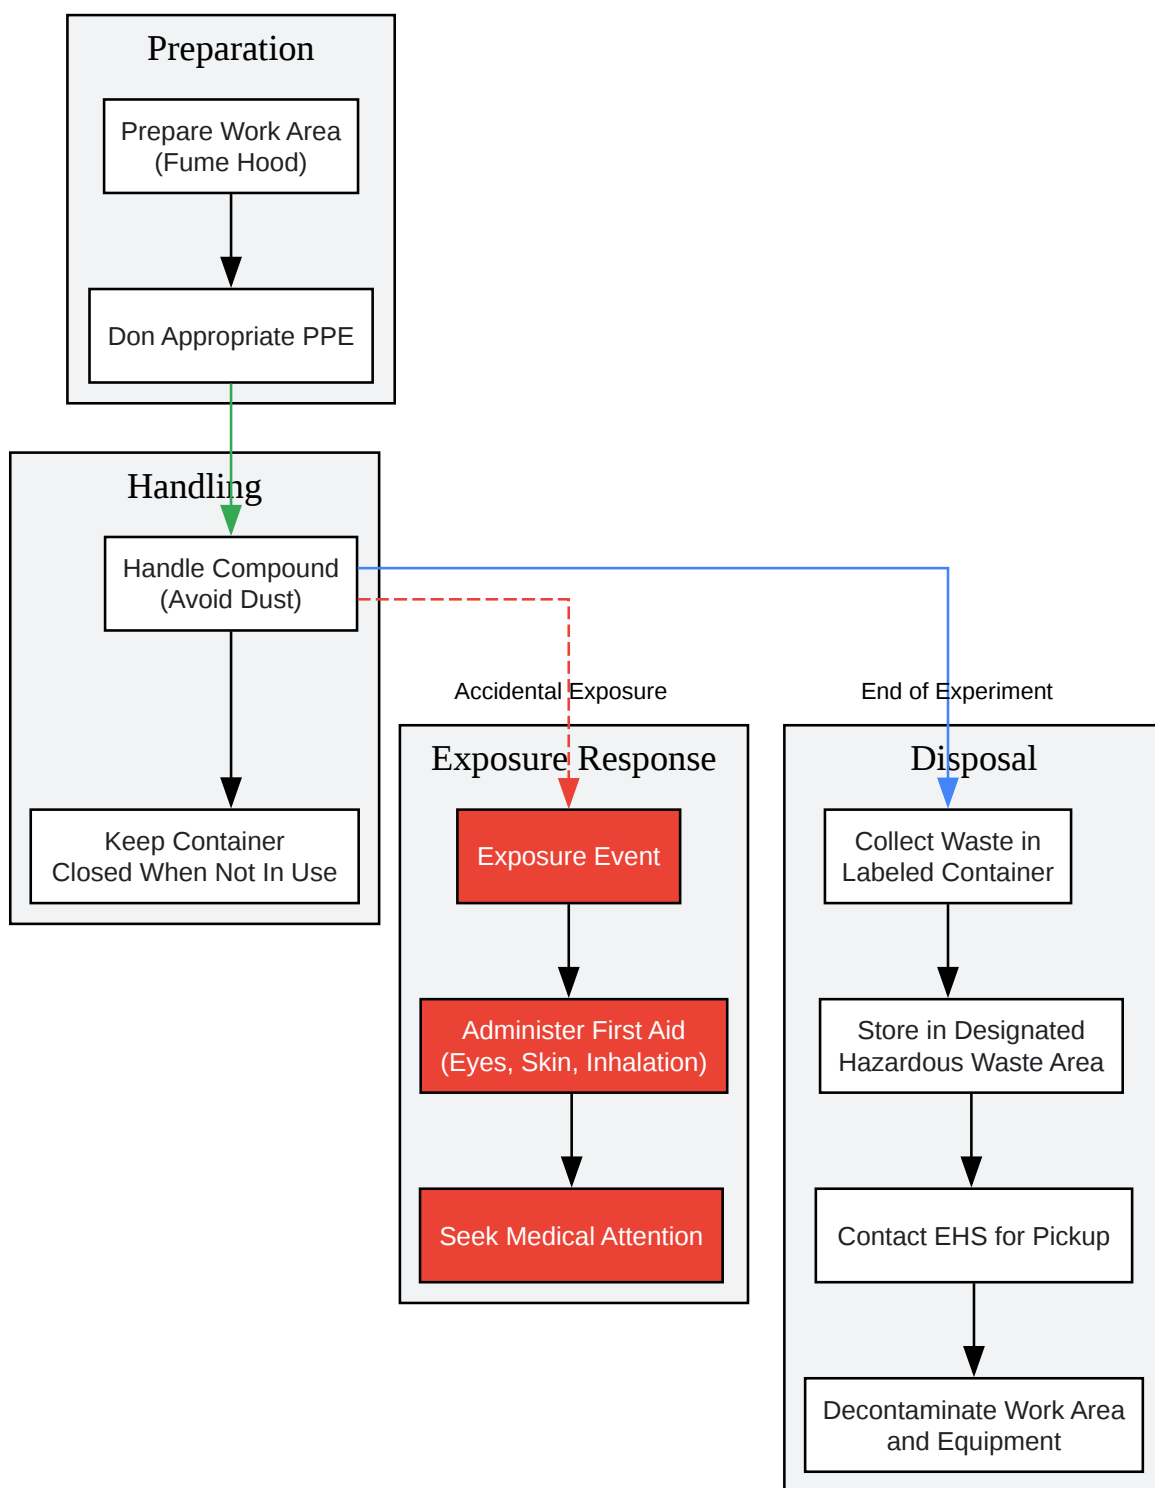 Preparation
Prepare Work Area
(Fume Hood)
Don Appropriate PPE
Handling
Handle Compound
(Avoid Dust)
Keep Container
Closed When Not In Use
Accidental Exposure
Exposure Response
Exposure Event
Administer First Aid
(Eyes, Skin, Inhalation)
Seek Medical Attention
End of Experiment
Disposal
Collect Waste in
Labeled Container
Store in Designated
Hazardous Waste Area
Contact EHS for Pickup
Decontaminate Work Area
and Equipment